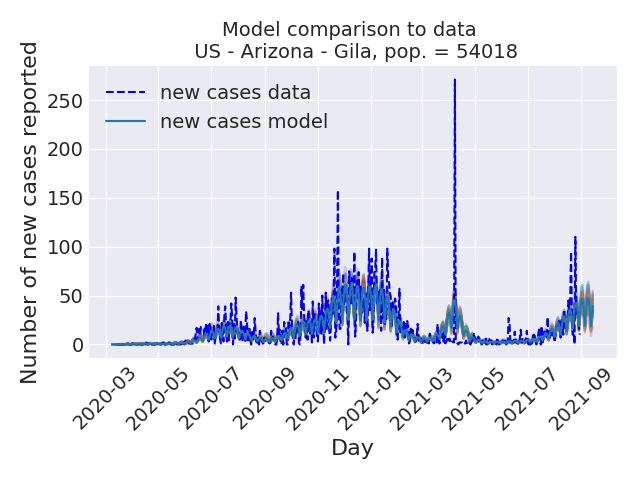 Model comparison to data
US - Arizona - Gila, pop. = 54018
Number of new cases reported
250
200
150
100
50
0
new cases data
new cases model
2020-03
2020-05
2020-07
2020-09
2020-11
2021-01
2021-03
2021-05
2021-07
2021-09
Day